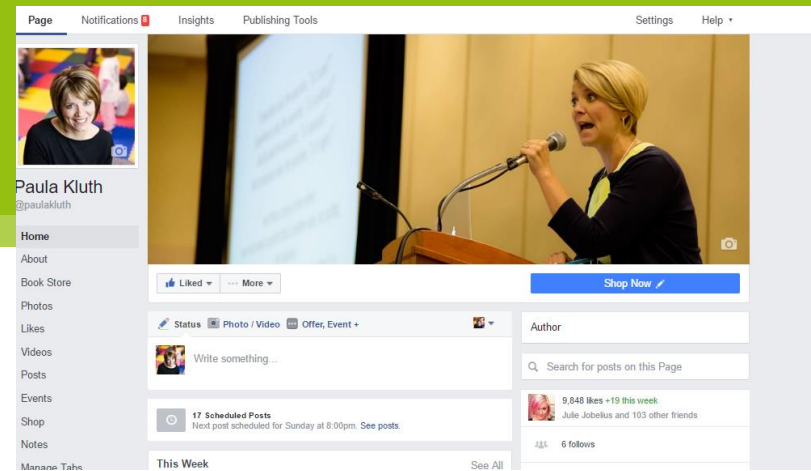 Page Notifications 8 Insights Publishing Tools Settings Help
Paula Kluth
@paulakluth
Home
About
Book Store
Photos
Likes
Videos
Posts
Events
Shop
Notes
Manage Tabs
Liked ··· More
Shop Now
Status Photo / Video Offer, Event +
Write something...
17 Scheduled Posts
Next post scheduled for Sunday at 8:00pm. See posts.
This Week See All
Author
Search for posts on this Page
9,848 likes +19 this week
Julie Jobelius and 103 other friends
6 follows